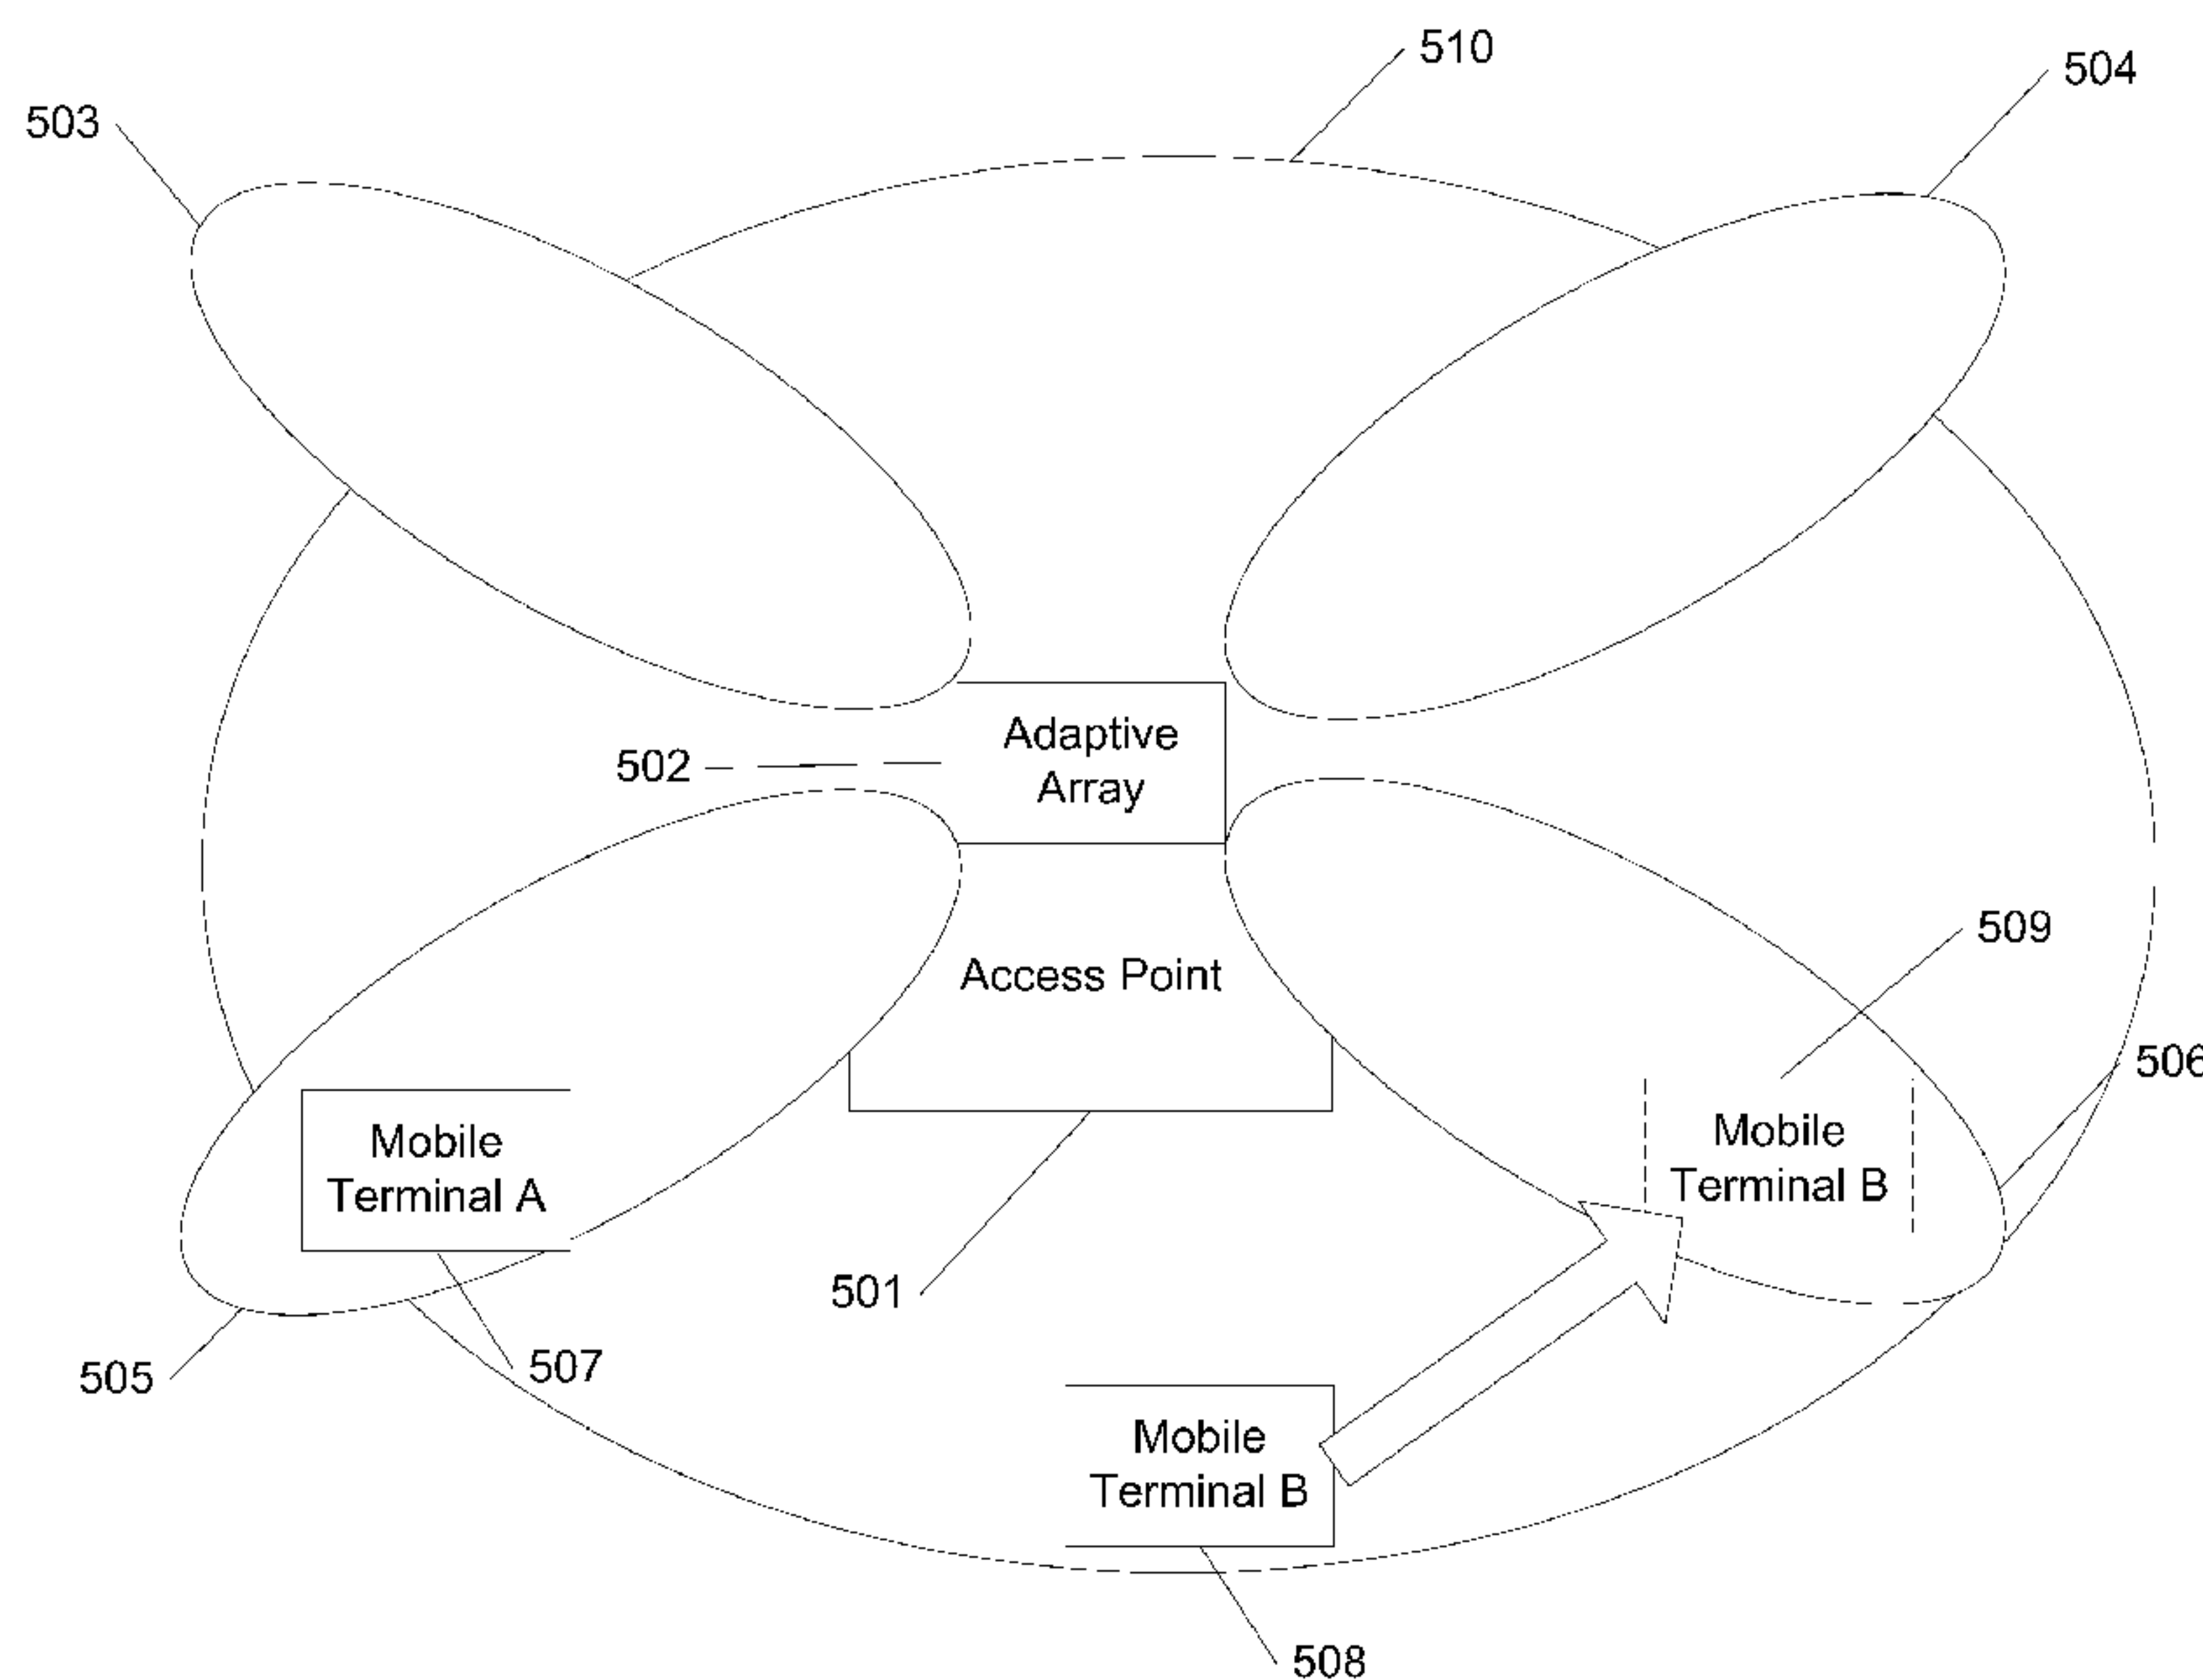 510
504
503
Adaptive
Array
502
509
Access Point
506
Mobile
Terminal A
Mobile
Terminal B
501
507
505
Mobile
Terminal B
508